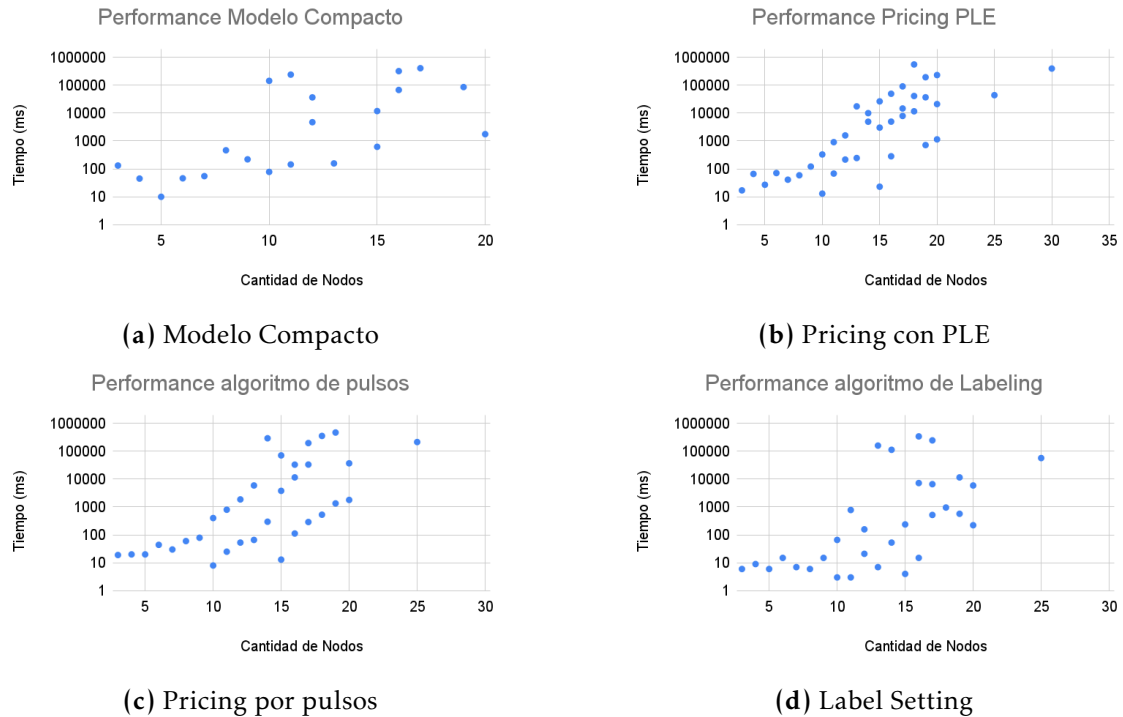 Performance Modelo Compacto
1000000
100000
10000
1000
100
10
1
Tiempo (ms)
5 10 15 20
Cantidad de Nodos
(a) Modelo Compacto
Performance Pricing PLE
1000000
100000
10000
1000
100
10
1
Tiempo (ms)
5 10 15 20 25 30 35
Cantidad de Nodos
(b) Pricing con PLE
Performance algoritmo de pulsos
1000000
100000
10000
1000
100
10
1
Tiempo (ms)
5 10 15 20 25 30
Cantidad de Nodos
(c) Pricing por pulsos
Performance algoritmo de Labeling
1000000
100000
10000
1000
100
10
1
Tiempo (ms)
5 10 15 20 25 30
Cantidad de Nodos
(d) Label Setting